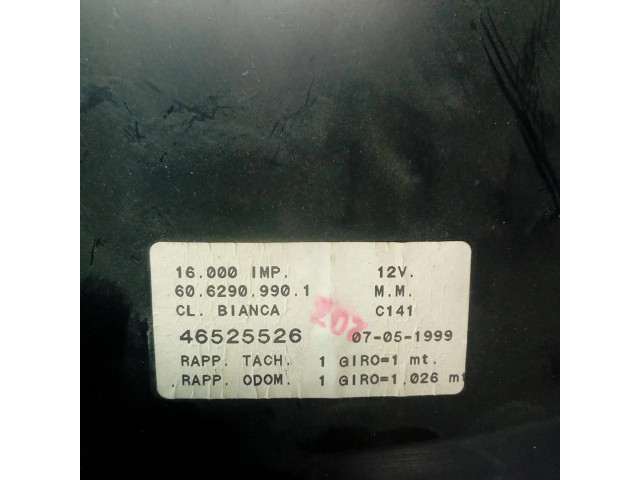 16.000 IMP. 12V.
60.6290.990.1 M.M.
CL. BIANCA C141
207
46525526 07-05-1999
RAPP. TACH. 1 GIRO=1 mt.
RAPP. ODOM. 1 GIRO=1,026 m